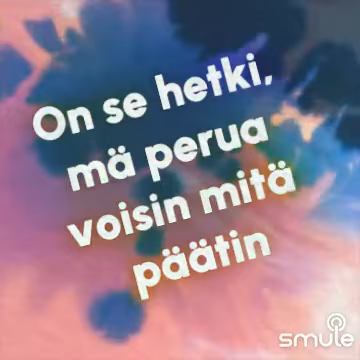 On se hetki,
mä perua
voisin mitä
päätin
smule